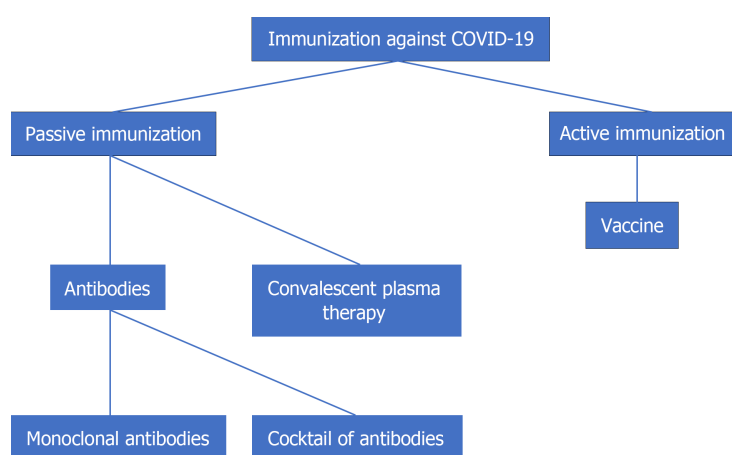 Immunization against COVID-19
Passive immunization
Active immunization
Vaccine
Antibodies
Convalescent plasma
therapy
Monoclonal antibodies
Cocktail of antibodies